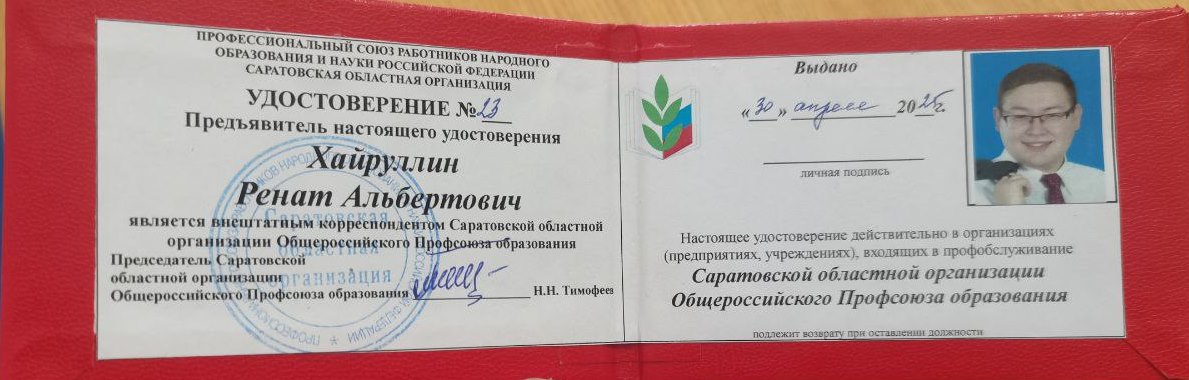 ПРОФЕССИОНАЛЬНЫЙ СОЮЗ РАБОТНИКОВ НАРОДНОГО
ОБРАЗОВАНИЯ И НАУКИ РОССИЙСКОЙ ФЕДЕРАЦИИ
САРАТОВСКАЯ ОБЛАСТНАЯ ОРГАНИЗАЦИЯ
УДОСТОВЕРЕНИЕ №23
Предъявитель настоящего удостоверения
Хайруллин
Ренат Альбертович
является внештатным корреспондентом Саратовской областной
организации Общероссийского Профсоюза образования
Председатель Саратовской
областной организации
Общероссийского Профсоюза образования Н.Н. Тимофеев
Саратовская
областная
организация
Выдано
«30» апреля 2025г.
личная подпись
Настоящее удостоверение действительно в организациях
(предприятиях, учреждениях), входящих в профобслуживание
Саратовской областной организации
Общероссийского Профсоюза образования
подлежит возврату при оставлении должности